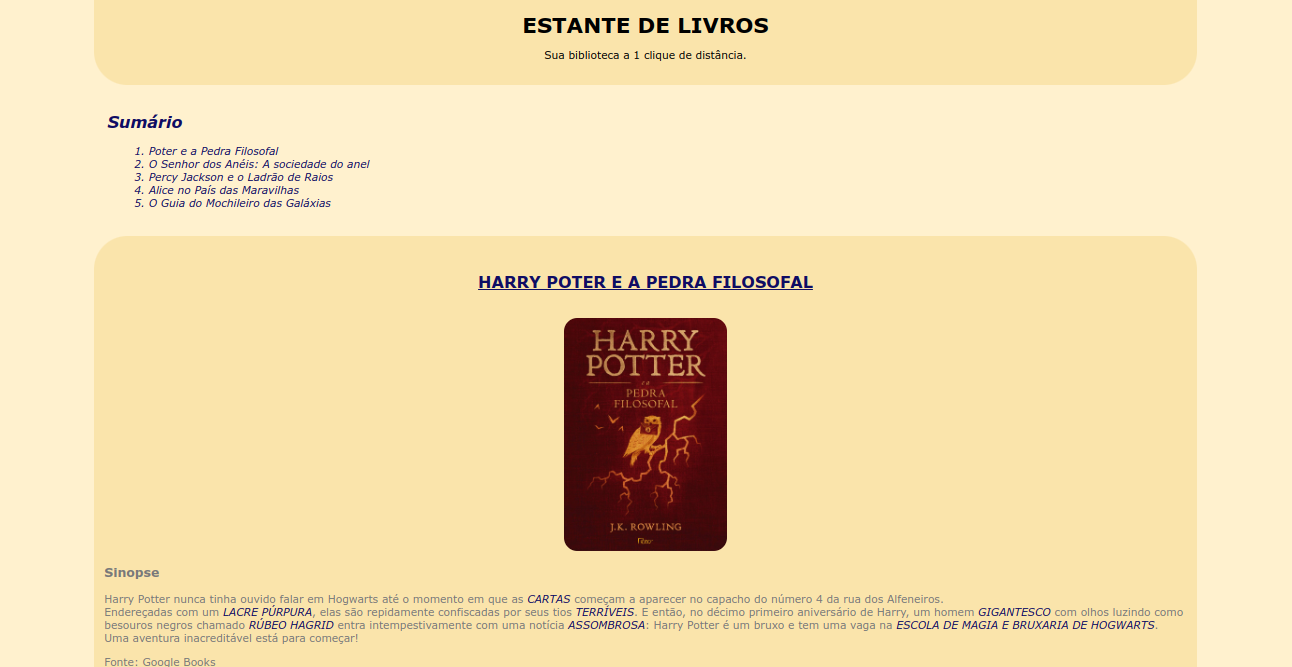 ESTANTE DE LIVROS
Sua biblioteca a 1 clique de distância.
Sumário
1. Poter e a Pedra Filosofal
2. O Senhor dos Anéis: A sociedade do anel
3. Percy Jackson e o Ladrão de Raios
4. Alice no País das Maravilhas
5. O Guia do Mochileiro das Galáxias
HARRY POTER E A PEDRA FILOSOFAL
HARRY
POTTER
e a
PEDRA
FILOSOFAL
J.K. ROWLING
Rocco
Sinopse
Harry Potter nunca tinha ouvido falar em Hogwarts até o momento em que as CARTAS começam a aparecer no capacho do número 4 da rua dos Alfeneiros.
Endereçadas com um LACRE PÚRPURA, elas são repidamente confiscadas por seus tios TERRÍVEIS. E então, no décimo primeiro aniversário de Harry, um homem GIGANTESCO com olhos luzindo como
besouros negros chamado RÚBEO HAGRID entra intempestivamente com uma notícia ASSOMBROSA: Harry Potter é um bruxo e tem uma vaga na ESCOLA DE MAGIA E BRUXARIA DE HOGWARTS.
Uma aventura inacreditável está para começar!
Fonte: Google Books